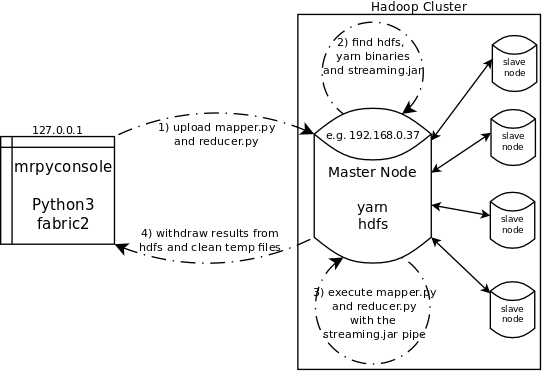 Hadoop Cluster
2) find hdfs,
yarn binaries
and streaming.jar
slave
node
127.0.0.1
1) upload mapper.py
and reducer.py
e.g. 192.168.0.37
slave
node
mrpyconsole
Python3
fabric2
Master Node
yarn
hdfs
slave
node
4) withdraw results from
hdfs and clean temp files
3) execute mapper.py
and reducer.py
with the
streaming.jar pipe
slave
node